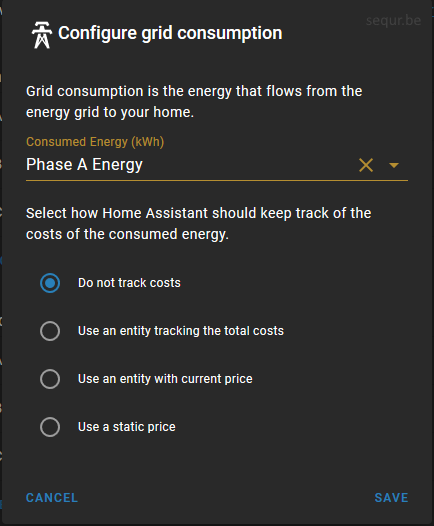 sequr.be
Configure grid consumption
Grid consumption is the energy that flows from the
energy grid to your home.
Consumed Energy (kWh)
Phase A Energy
Select how Home Assistant should keep track of the
costs of the consumed energy.
Do not track costs
Use an entity tracking the total costs
Use an entity with current price
Use a static price
CANCEL
SAVE